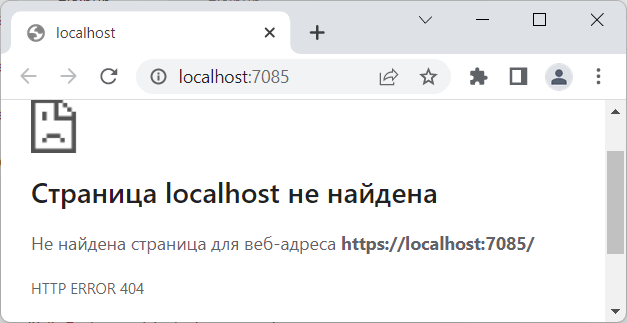 localhost
localhost:7085
Страница localhost не найдена
Не найдена страница для веб-адреса https://localhost:7085/
HTTP ERROR 404